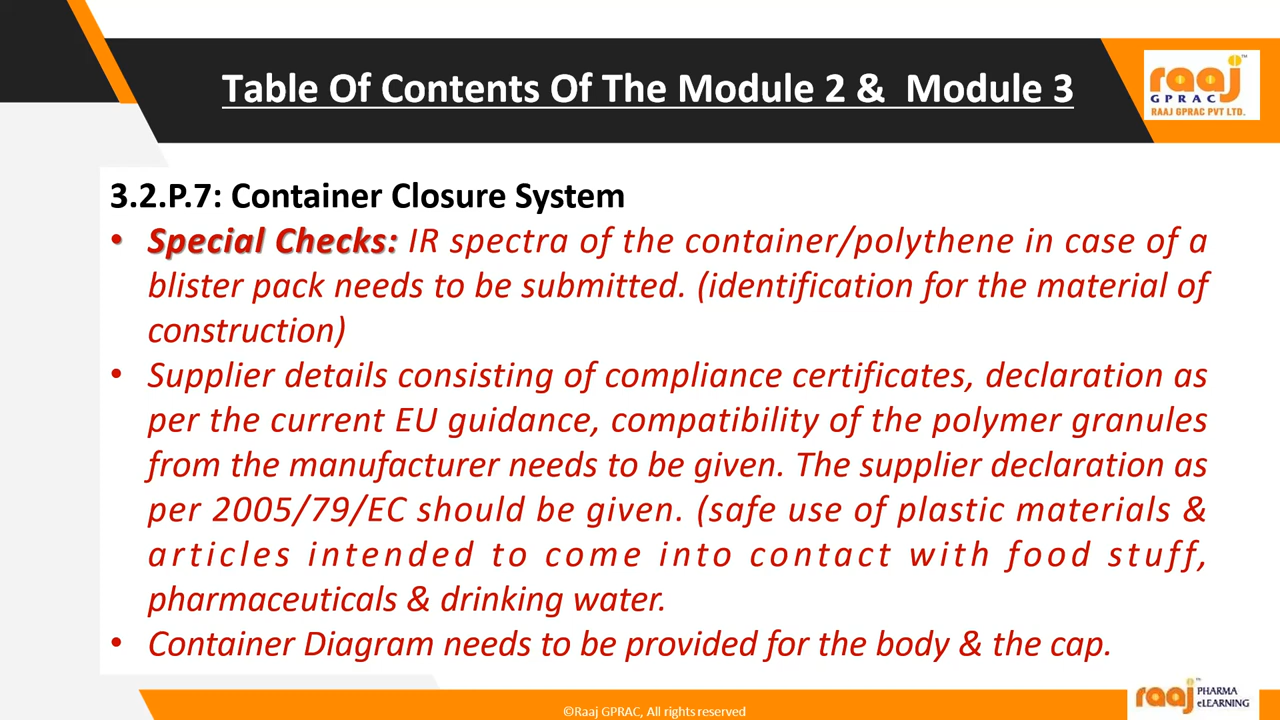 Table Of Contents Of The Module 2 & Module 3
raaj™
GPRAC
RAAJ GPRAC PVT LTD.
3.2.P.7: Container Closure System
• Special Checks: IR spectra of the container/polythene in case of a
blister pack needs to be submitted. (identification for the material of
construction)
• Supplier details consisting of compliance certificates, declaration as
per the current EU guidance, compatibility of the polymer granules
from the manufacturer needs to be given. The supplier declaration as
per 2005/79/EC should be given. (safe use of plastic materials &
articles intended to come into contact with food stuff,
pharmaceuticals & drinking water.
• Container Diagram needs to be provided for the body & the cap.
©Raaj GPRAC, All rights reserved
raaj™ PHARMA
eLEARNING